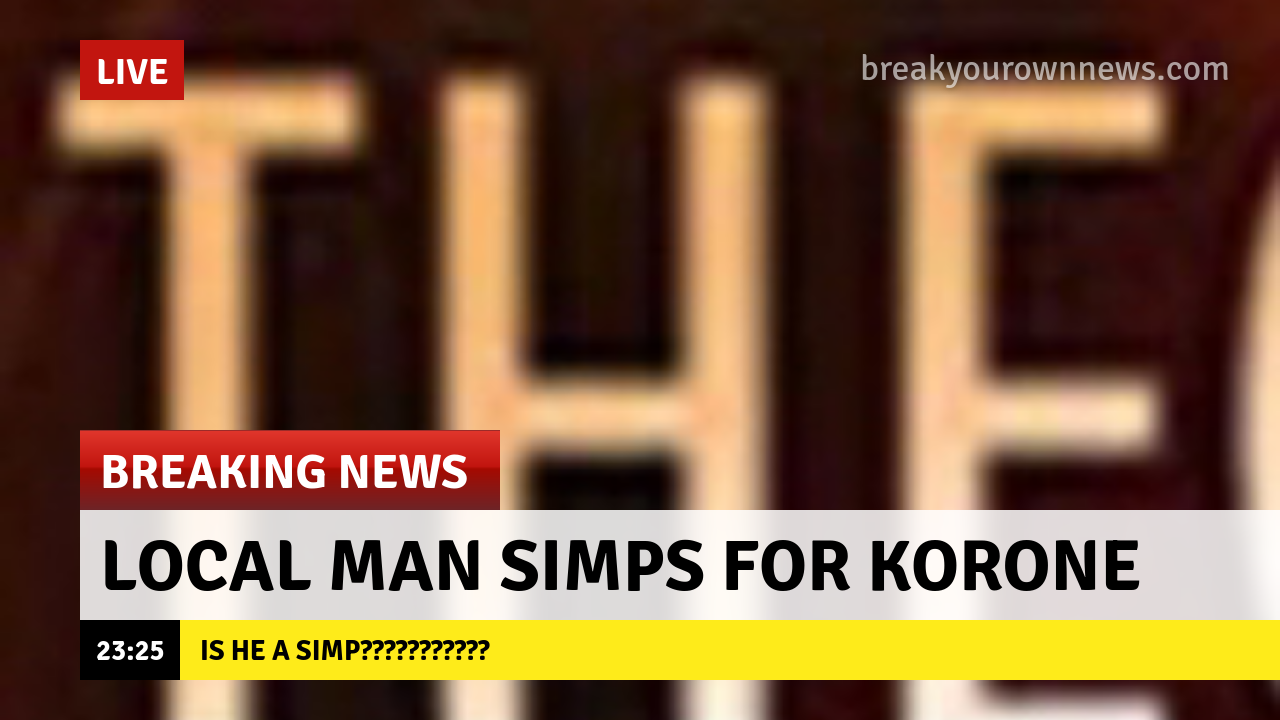 LIVE
breakyourownnews.com
THE
BREAKING NEWS
LOCAL MAN SIMPS FOR KORONE
23:25
IS HE A SIMP???????????